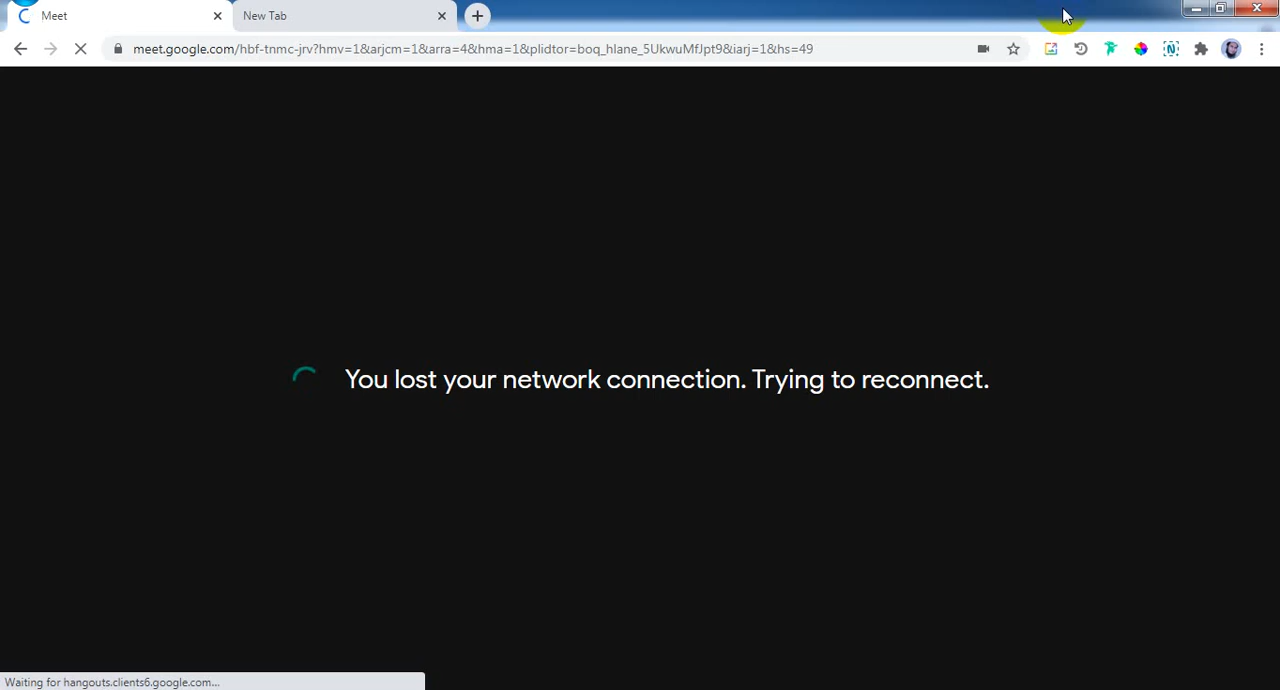 Meet
New Tab
meet.google.com/hbf-tnmc-jrv?hmv=1&arjcm=1&arra=4&hma=1&plidtor=boq_hlane_5UkwuMfJpt9&iarj=1&hs=49
You lost your network connection. Trying to reconnect.
Waiting for hangouts.clients6.google.com...